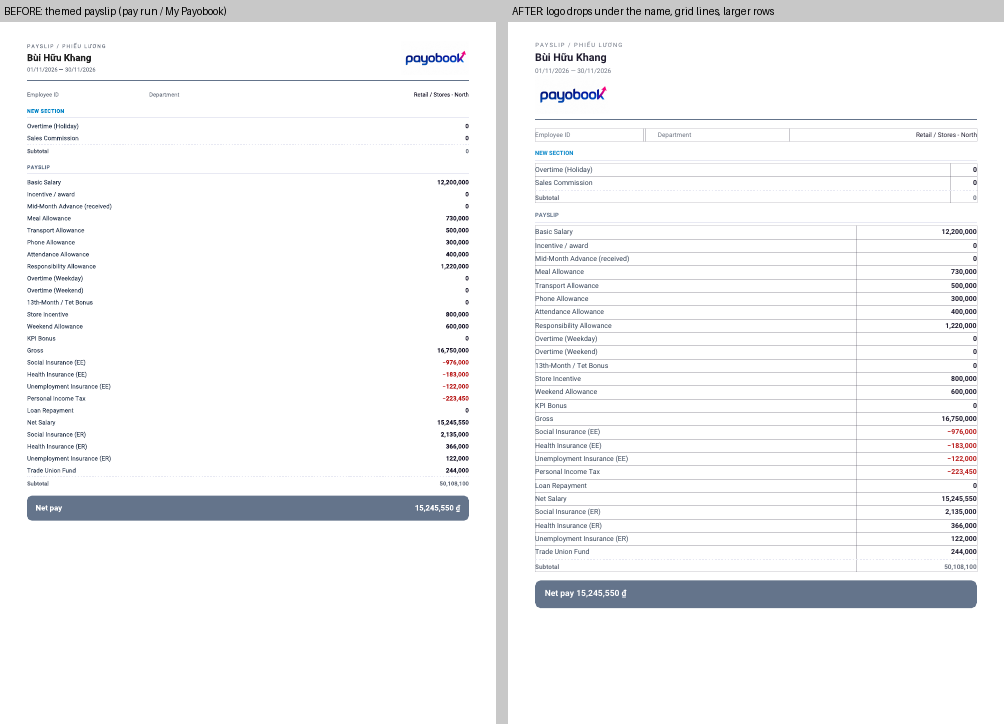 BEFORE: themed payslip (pay run / My Payobook)
PAYSLIP / PHIẾU LƯƠNG
Bùi Hữu Khang
01/11/2026 — 30/11/2026
payobook
Employee ID Department Retail / Stores · North
NEW SECTION
Overtime (Holiday) 0
Sales Commission 0
Subtotal 0
PAYSLIP
Basic Salary 12,200,000
Incentive / award 0
Mid-Month Advance (received) 0
Meal Allowance 730,000
Transport Allowance 500,000
Phone Allowance 300,000
Attendance Allowance 400,000
Responsibility Allowance 1,220,000
Overtime (Weekday) 0
Overtime (Weekend) 0
13th-Month / Tet Bonus 0
Store Incentive 800,000
Weekend Allowance 600,000
KPI Bonus 0
Gross 16,750,000
Social Insurance (EE) −976,000
Health Insurance (EE) −183,000
Unemployment Insurance (EE) −122,000
Personal Income Tax −223,450
Loan Repayment 0
Net Salary 15,245,550
Social Insurance (ER) 2,135,000
Health Insurance (ER) 366,000
Unemployment Insurance (ER) 122,000
Trade Union Fund 244,000
Subtotal 50,108,100
Net pay 15,245,550 ₫
AFTER: logo drops under the name, grid lines, larger rows
PAYSLIP / PHIẾU LƯƠNG
Bùi Hữu Khang
01/11/2026 — 30/11/2026
payobook
Employee ID Department Retail / Stores · North
NEW SECTION
Overtime (Holiday) 0
Sales Commission 0
Subtotal 0
PAYSLIP
Basic Salary 12,200,000
Incentive / award 0
Mid-Month Advance (received) 0
Meal Allowance 730,000
Transport Allowance 500,000
Phone Allowance 300,000
Attendance Allowance 400,000
Responsibility Allowance 1,220,000
Overtime (Weekday) 0
Overtime (Weekend) 0
13th-Month / Tet Bonus 0
Store Incentive 800,000
Weekend Allowance 600,000
KPI Bonus 0
Gross 16,750,000
Social Insurance (EE) −976,000
Health Insurance (EE) −183,000
Unemployment Insurance (EE) −122,000
Personal Income Tax −223,450
Loan Repayment 0
Net Salary 15,245,550
Social Insurance (ER) 2,135,000
Health Insurance (ER) 366,000
Unemployment Insurance (ER) 122,000
Trade Union Fund 244,000
Subtotal 50,108,100
Net pay 15,245,550 ₫